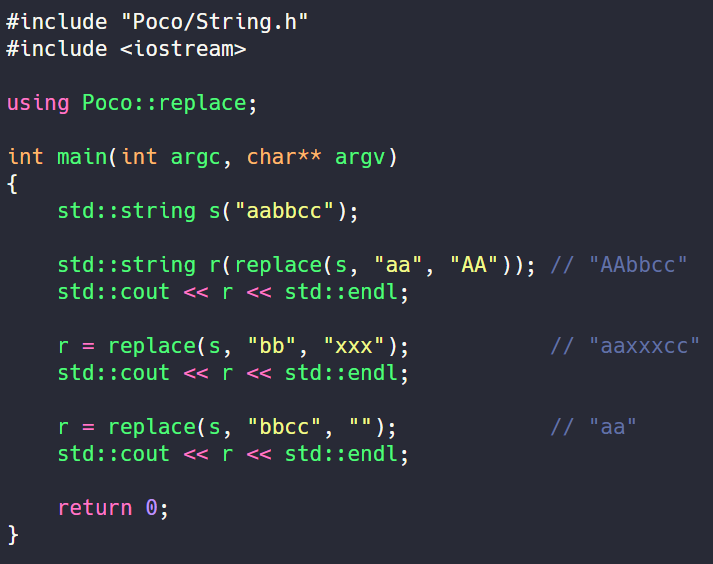 #include "Poco/String.h"
#include <iostream>

using Poco::replace;

int main(int argc, char** argv)
{
    std::string s("aabbcc");

    std::string r(replace(s, "aa", "AA")); // "AAbbcc"
    std::cout << r << std::endl;

    r = replace(s, "bb", "xxx");           // "aaxxxcc"
    std::cout << r << std::endl;

    r = replace(s, "bbcc", "");            // "aa"
    std::cout << r << std::endl;

    return 0;
}